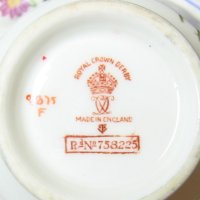 ROYAL CROWN DERBY
MADE IN ENGLAND
F
Rd No 758225